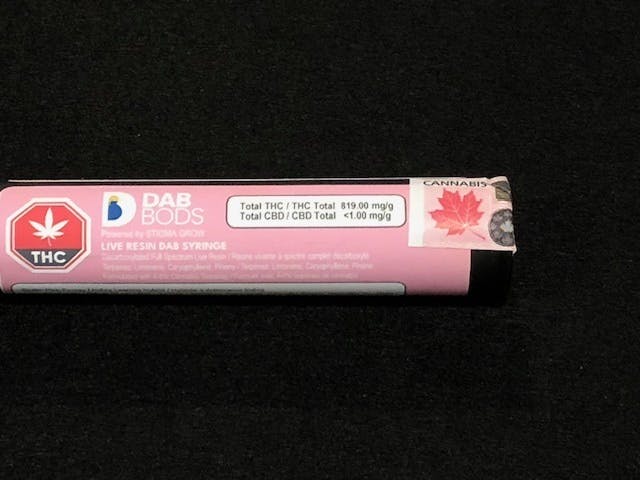 CANNABIS
THC
DAB
BODS
Powered by STIGMA GROW
Total THC / THC Total 819.00 mg/g
Total CBD / CBD Total <1.00 mg/g
LIVE RESIN DAB SYRINGE
Decarboxylated Full Spectrum Live Resin / Résine vivante à spectre complet décarboxylé
Terpenes: Limonene, Caryophyllene, Pinene - Terpènes: Limonène, Caryophyllène, Pinène